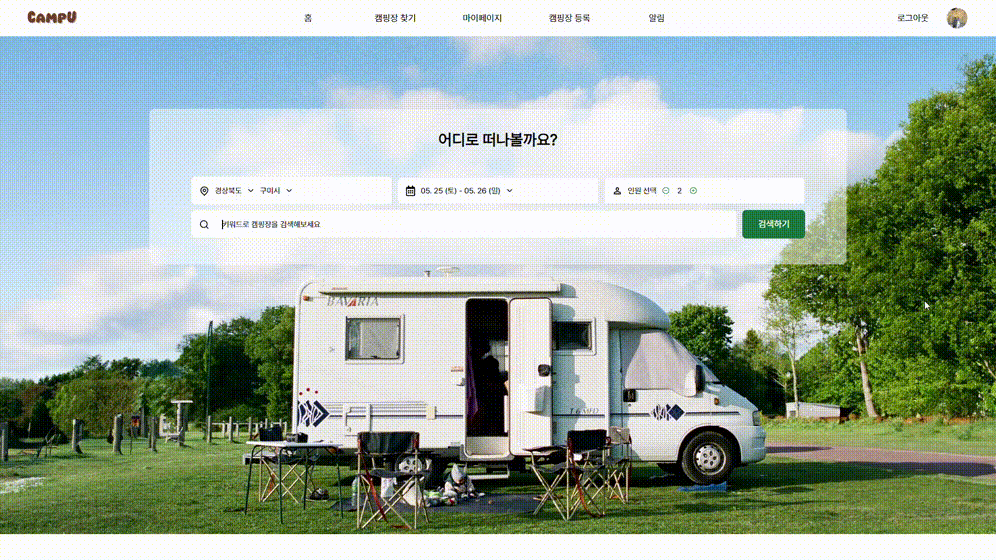 CAMPU
홈 캠핑장 찾기 마이페이지 캠핑장 등록 알림 로그아웃
어디로 떠나볼까요?
경상북도 구미시 05. 25 (토) - 05. 26 (일) 인원 선택 2
키워드로 캠핑장을 검색해보세요 검색하기
BAVARIA